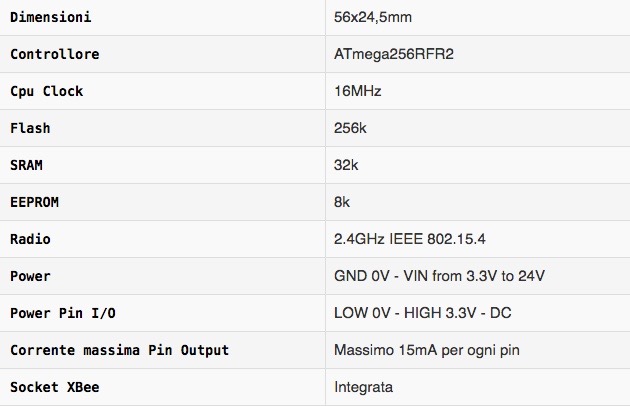 Dimensioni 56x24,5mm
Controllore ATmega256RFR2
Cpu Clock 16MHz
Flash 256k
SRAM 32k
EEPROM 8k
Radio 2.4GHz IEEE 802.15.4
Power GND 0V - VIN from 3.3V to 24V
Power Pin I/O LOW 0V - HIGH 3.3V - DC
Corrente massima Pin Output Massimo 15mA per ogni pin
Socket XBee Integrata